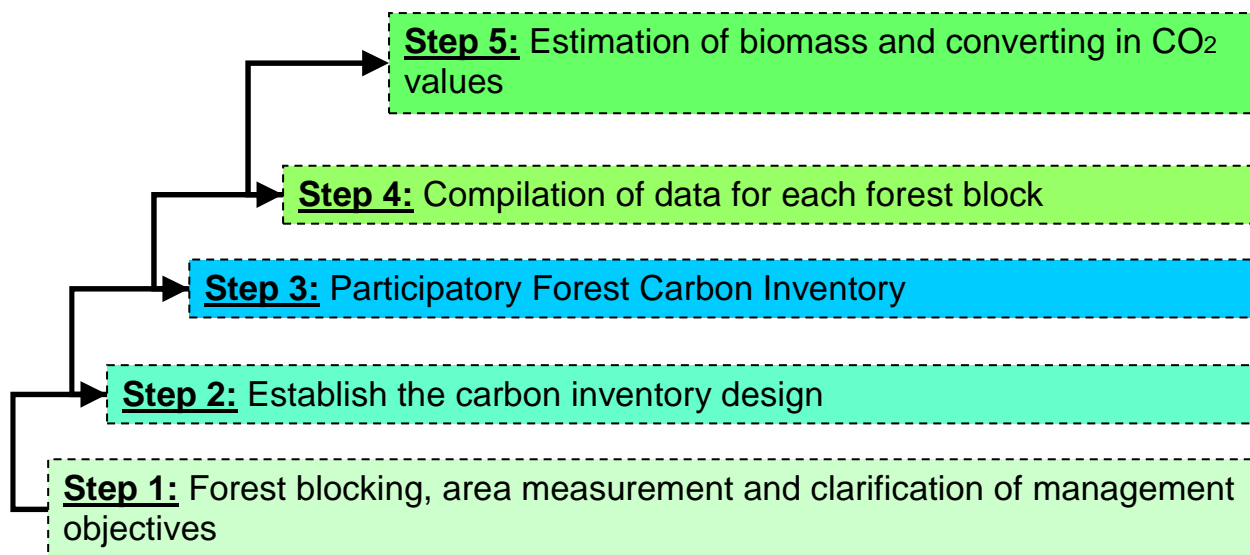 Step 5: Estimation of biomass and converting in CO2
values
Step 4: Compilation of data for each forest block
Step 3: Participatory Forest Carbon Inventory
Step 2: Establish the carbon inventory design
Step 1: Forest blocking, area measurement and clarification of management
objectives